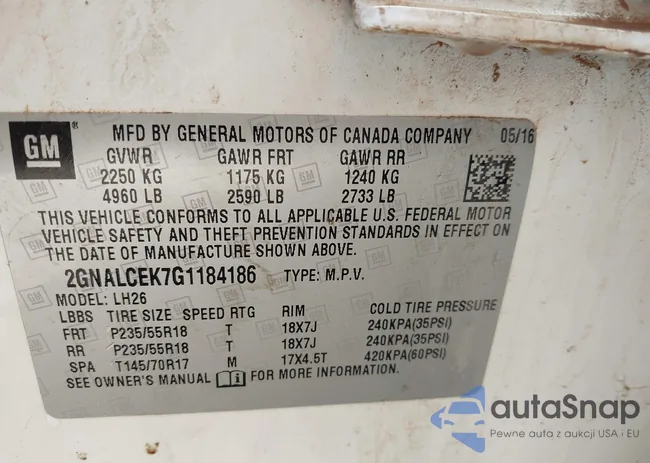 GM ®
MFD BY GENERAL MOTORS OF CANADA COMPANY 05/16
GVWR GAWR FRT GAWR RR
2250 KG 1175 KG 1240 KG
4960 LB 2590 LB 2733 LB
THIS VEHICLE CONFORMS TO ALL APPLICABLE U.S. FEDERAL MOTOR
VEHICLE SAFETY AND THEFT PREVENTION STANDARDS IN EFFECT ON
THE DATE OF MANUFACTURE SHOWN ABOVE.
2GNALCEK7G1184186 TYPE: M.P.V.
MODEL: LH26
LBBS TIRE SIZE SPEED RTG RIM COLD TIRE PRESSURE
FRT P235/55R18 T 18X7J 240KPA(35PSI)
RR P235/55R18 T 18X7J 240KPA(35PSI)
SPA T145/70R17 M 17X4.5T 420KPA(60PSI)
SEE OWNER'S MANUAL FOR MORE INFORMATION.
autaSnap
Pewne auta z aukcji USA i EU